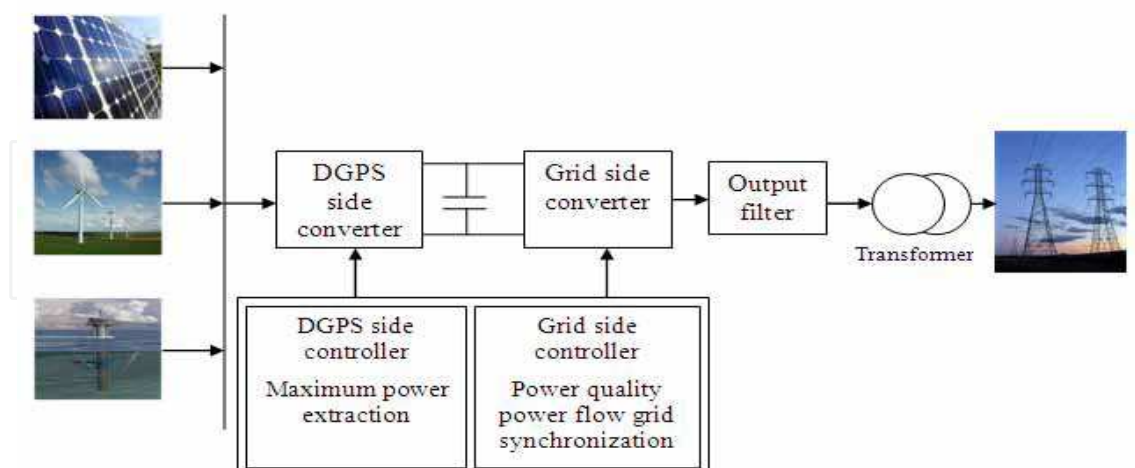 DGPS
side
converter
Grid side
converter
Output
filter
Transformer
DGPS side
controller
Maximum power
extraction
Grid side
controller
Power quality
power flow grid
synchronization